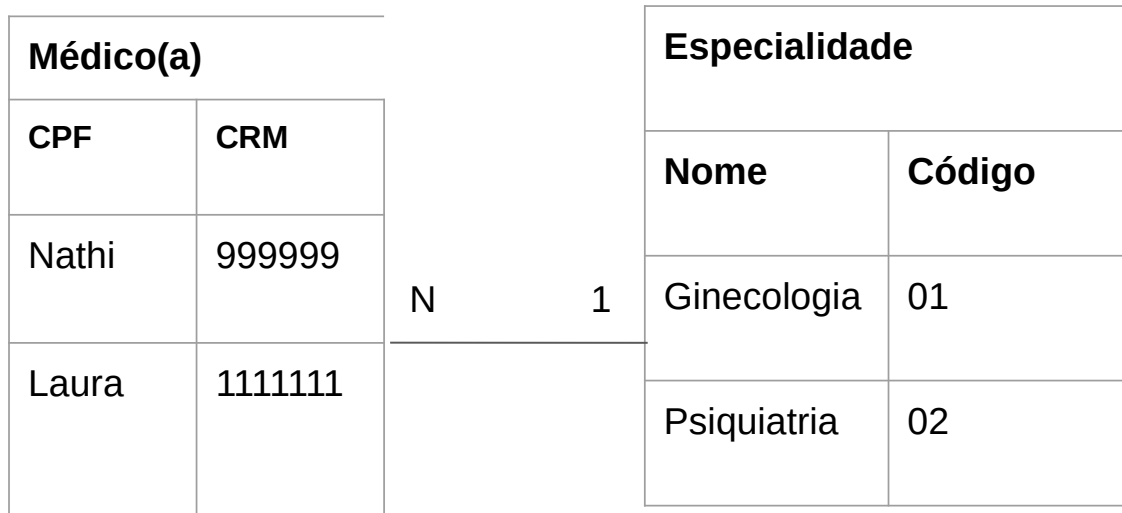 Médico(a)
CPF CRM
Nathi 999999
Laura 1111111
N 1
Especialidade
Nome Código
Ginecologia 01
Psiquiatria 02